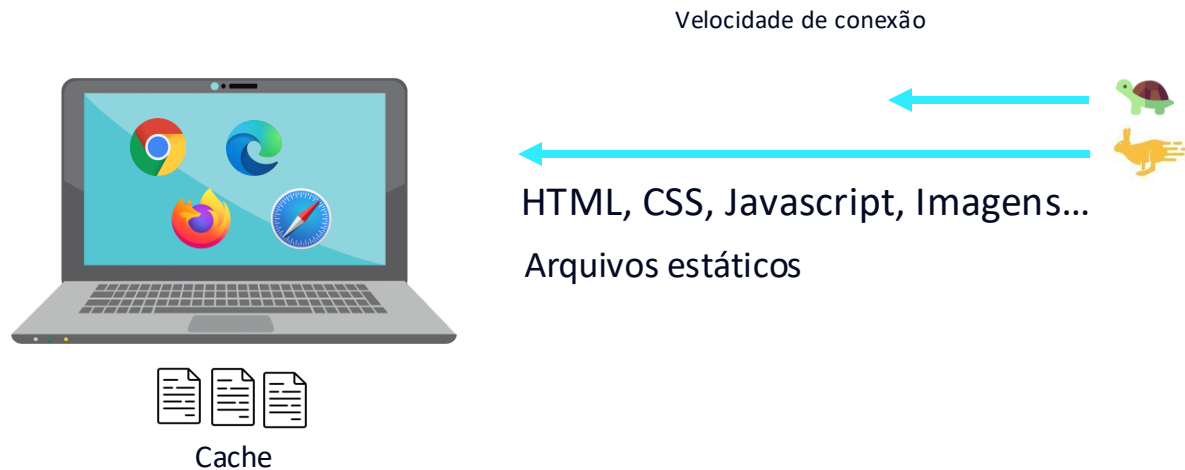 Velocidade de conexão
HTML, CSS, Javascript, Imagens...
Arquivos estáticos
Cache